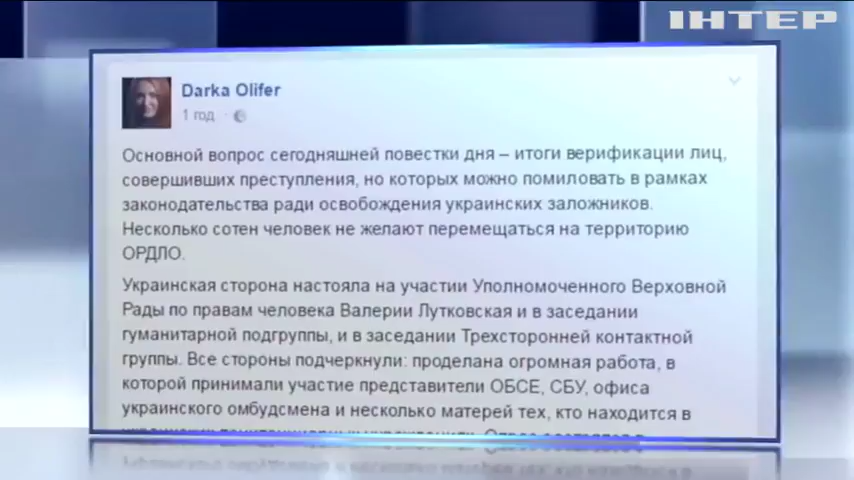 ІНТЕР
Darka Olifer
1 год ·
Основной вопрос сегодняшней повестки дня – итоги верификации лиц,
совершивших преступления, но которых можно помиловать в рамках
законодательства ради освобождения украинских заложников.
Несколько сотен человек не желают перемещаться на территорию
ОРДЛО.
Украинская сторона настояла на участии Уполномоченного Верховной
Рады по правам человека Валерии Лутковская и в заседании
гуманитарной подгруппы, и в заседании Трехсторонней контактной
группы. Все стороны подчеркнули: проделана огромная работа, в
которой принимали участие представители ОБСЕ, СБУ, офиса
украинского омбудсмена и несколько матерей тех, кто находится в